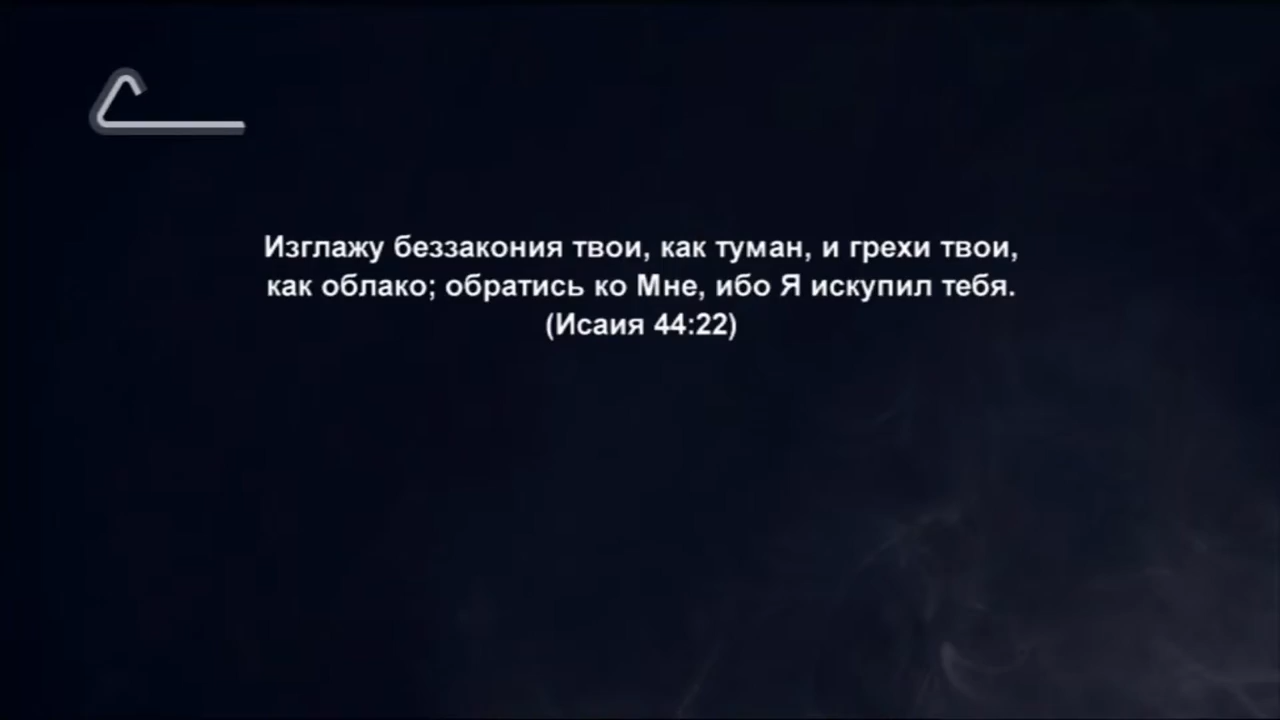 Изглажу беззакония твои, как туман, и грехи твои,
как облако; обратись ко Мне, ибо Я искупил тебя.
(Исаия 44:22)